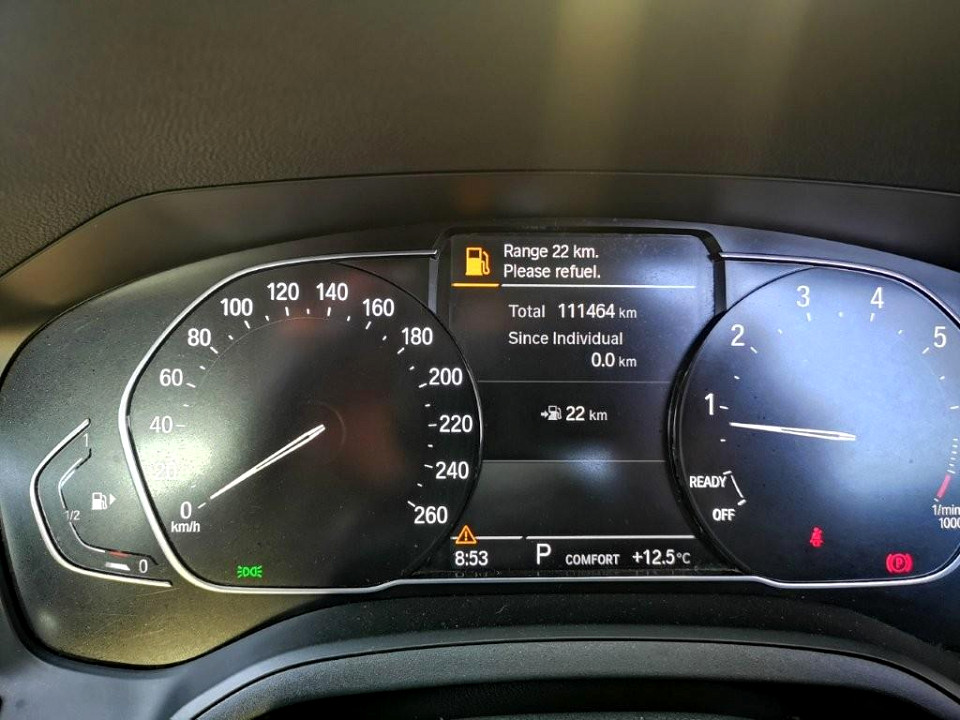 Range 22 km.
Please refuel.
Total 111464 km
Since Individual
0.0 km
22 km
8:53 P COMFORT +12.5°C
0
20
40
60
80
100
120
140
160
180
200
220
240
260
km/h
1
1/2
0
1
2
3
4
5
READY
OFF
1/min
1000
P